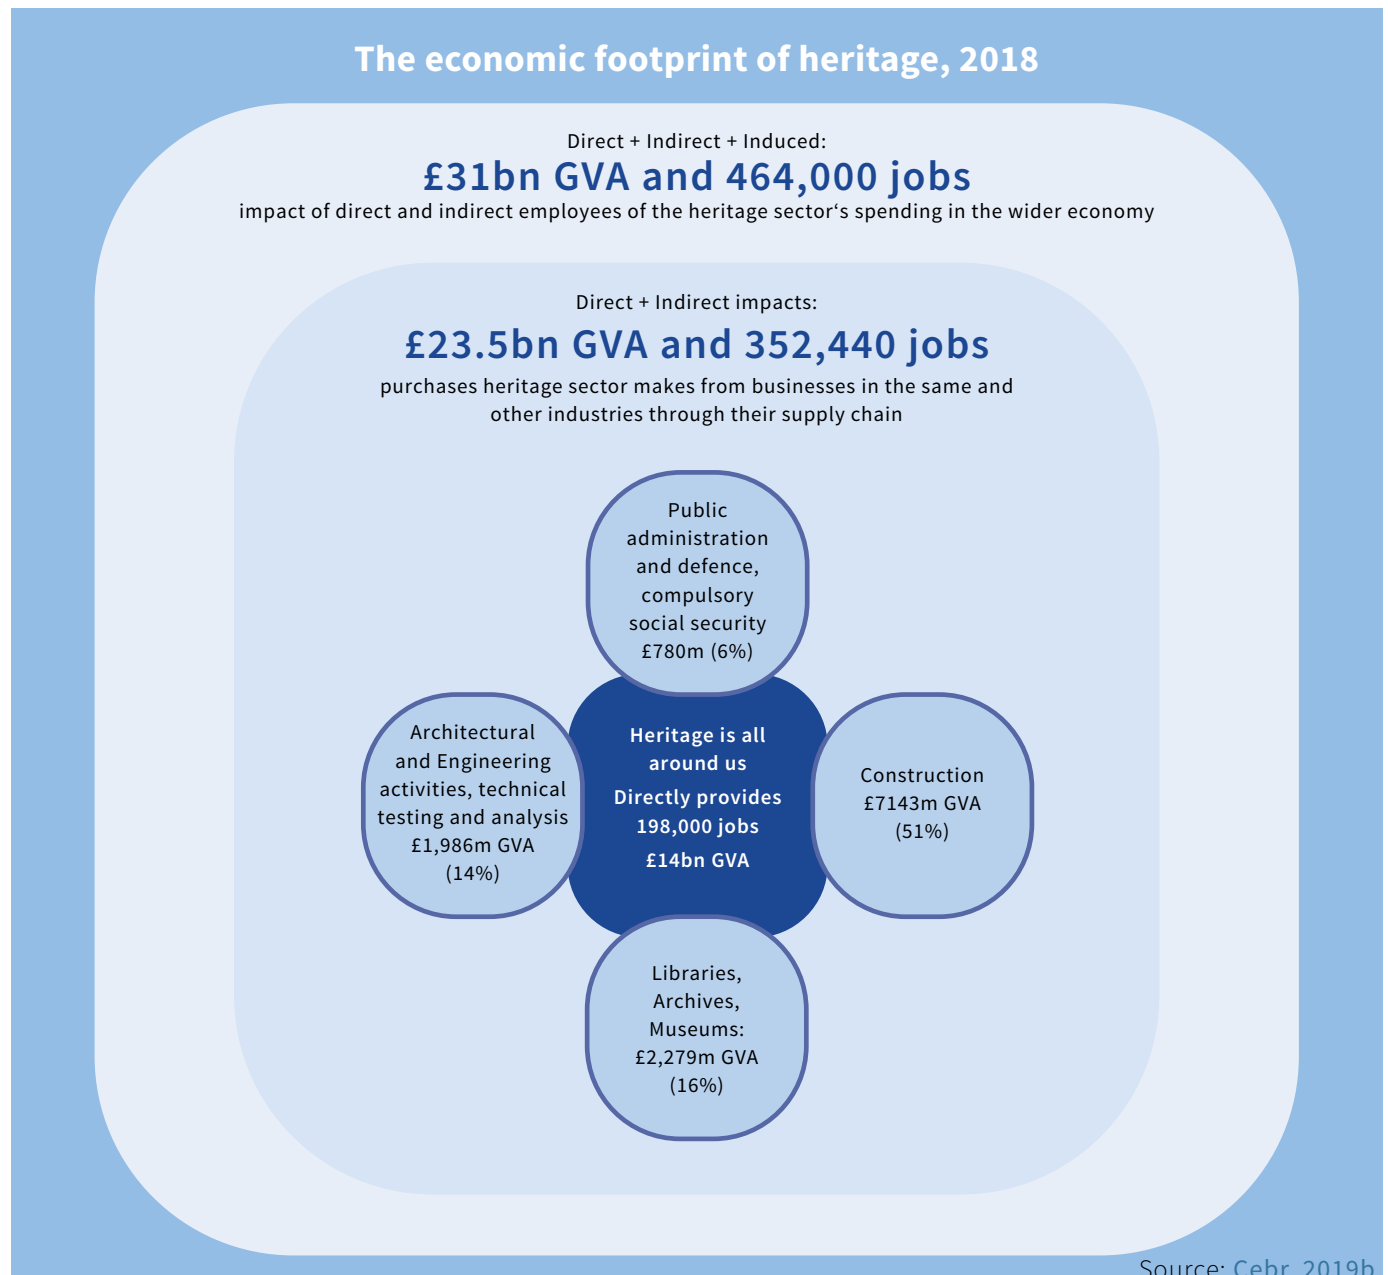 The economic footprint of heritage, 2018
Direct + Indirect + Induced:
£31bn GVA and 464,000 jobs
impact of direct and indirect employees of the heritage sector‘s spending in the wider economy
Direct + Indirect impacts:
£23.5bn GVA and 352,440 jobs
purchases heritage sector makes from businesses in the same and
other industries through their supply chain
Public
administration
and defence,
compulsory
social security
£780m (6%)
Architectural
and Engineering
activities, technical
testing and analysis
£1,986m GVA
(14%)
Heritage is all
around us
Directly provides
198,000 jobs
£14bn GVA
Construction
£7143m GVA
(51%)
Libraries,
Archives,
Museums:
£2,279m GVA
(16%)
Source: Cebr, 2019b